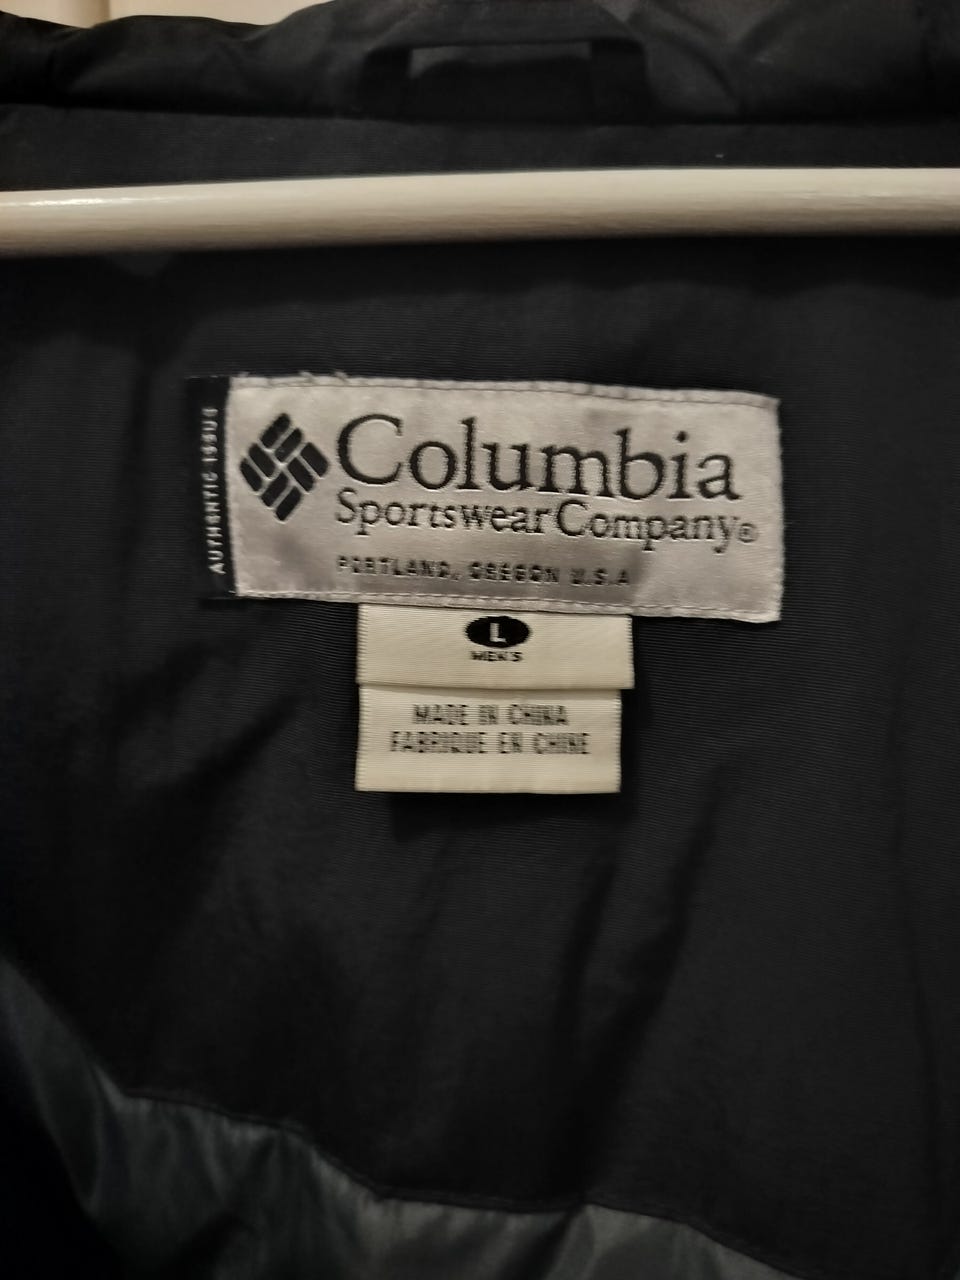 AUTHENTIC ISSUE
Columbia
Sportswear Company®
PORTLAND, OREGON U.S.A
L
MEN'S
MADE IN CHINA
FABRIQUE EN CHINE